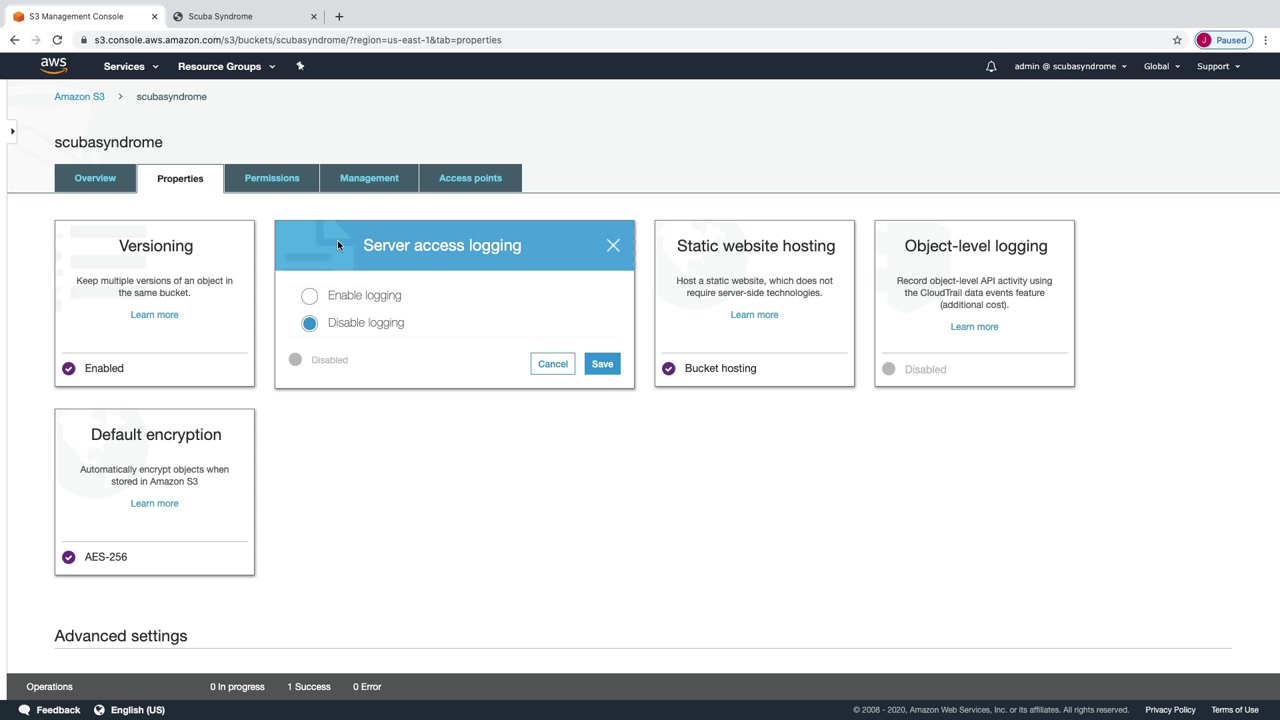 S3 Management Console
Scuba Syndrome
s3.console.aws.amazon.com/s3/buckets/scubasyndrome/?region=us-east-1&tab=properties
J Paused
aws Services Resource Groups admin @ scubasyndrome Global Support
Amazon S3 > scubasyndrome
scubasyndrome
Overview Properties Permissions Management Access points
Versioning
Keep multiple versions of an object in
the same bucket.
Learn more
Enabled
Server access logging
Enable logging
Disable logging
Disabled
Cancel Save
Static website hosting
Host a static website, which does not
require server-side technologies.
Learn more
Bucket hosting
Object-level logging
Record object-level API activity using
the CloudTrail data events feature
(additional cost).
Learn more
Disabled
Default encryption
Automatically encrypt objects when
stored in Amazon S3
Learn more
AES-256
Advanced settings
Operations 0 In progress 1 Success 0 Error
Feedback English (US) © 2008 - 2020, Amazon Web Services, Inc. or its affiliates. All rights reserved. Privacy Policy Terms of Use